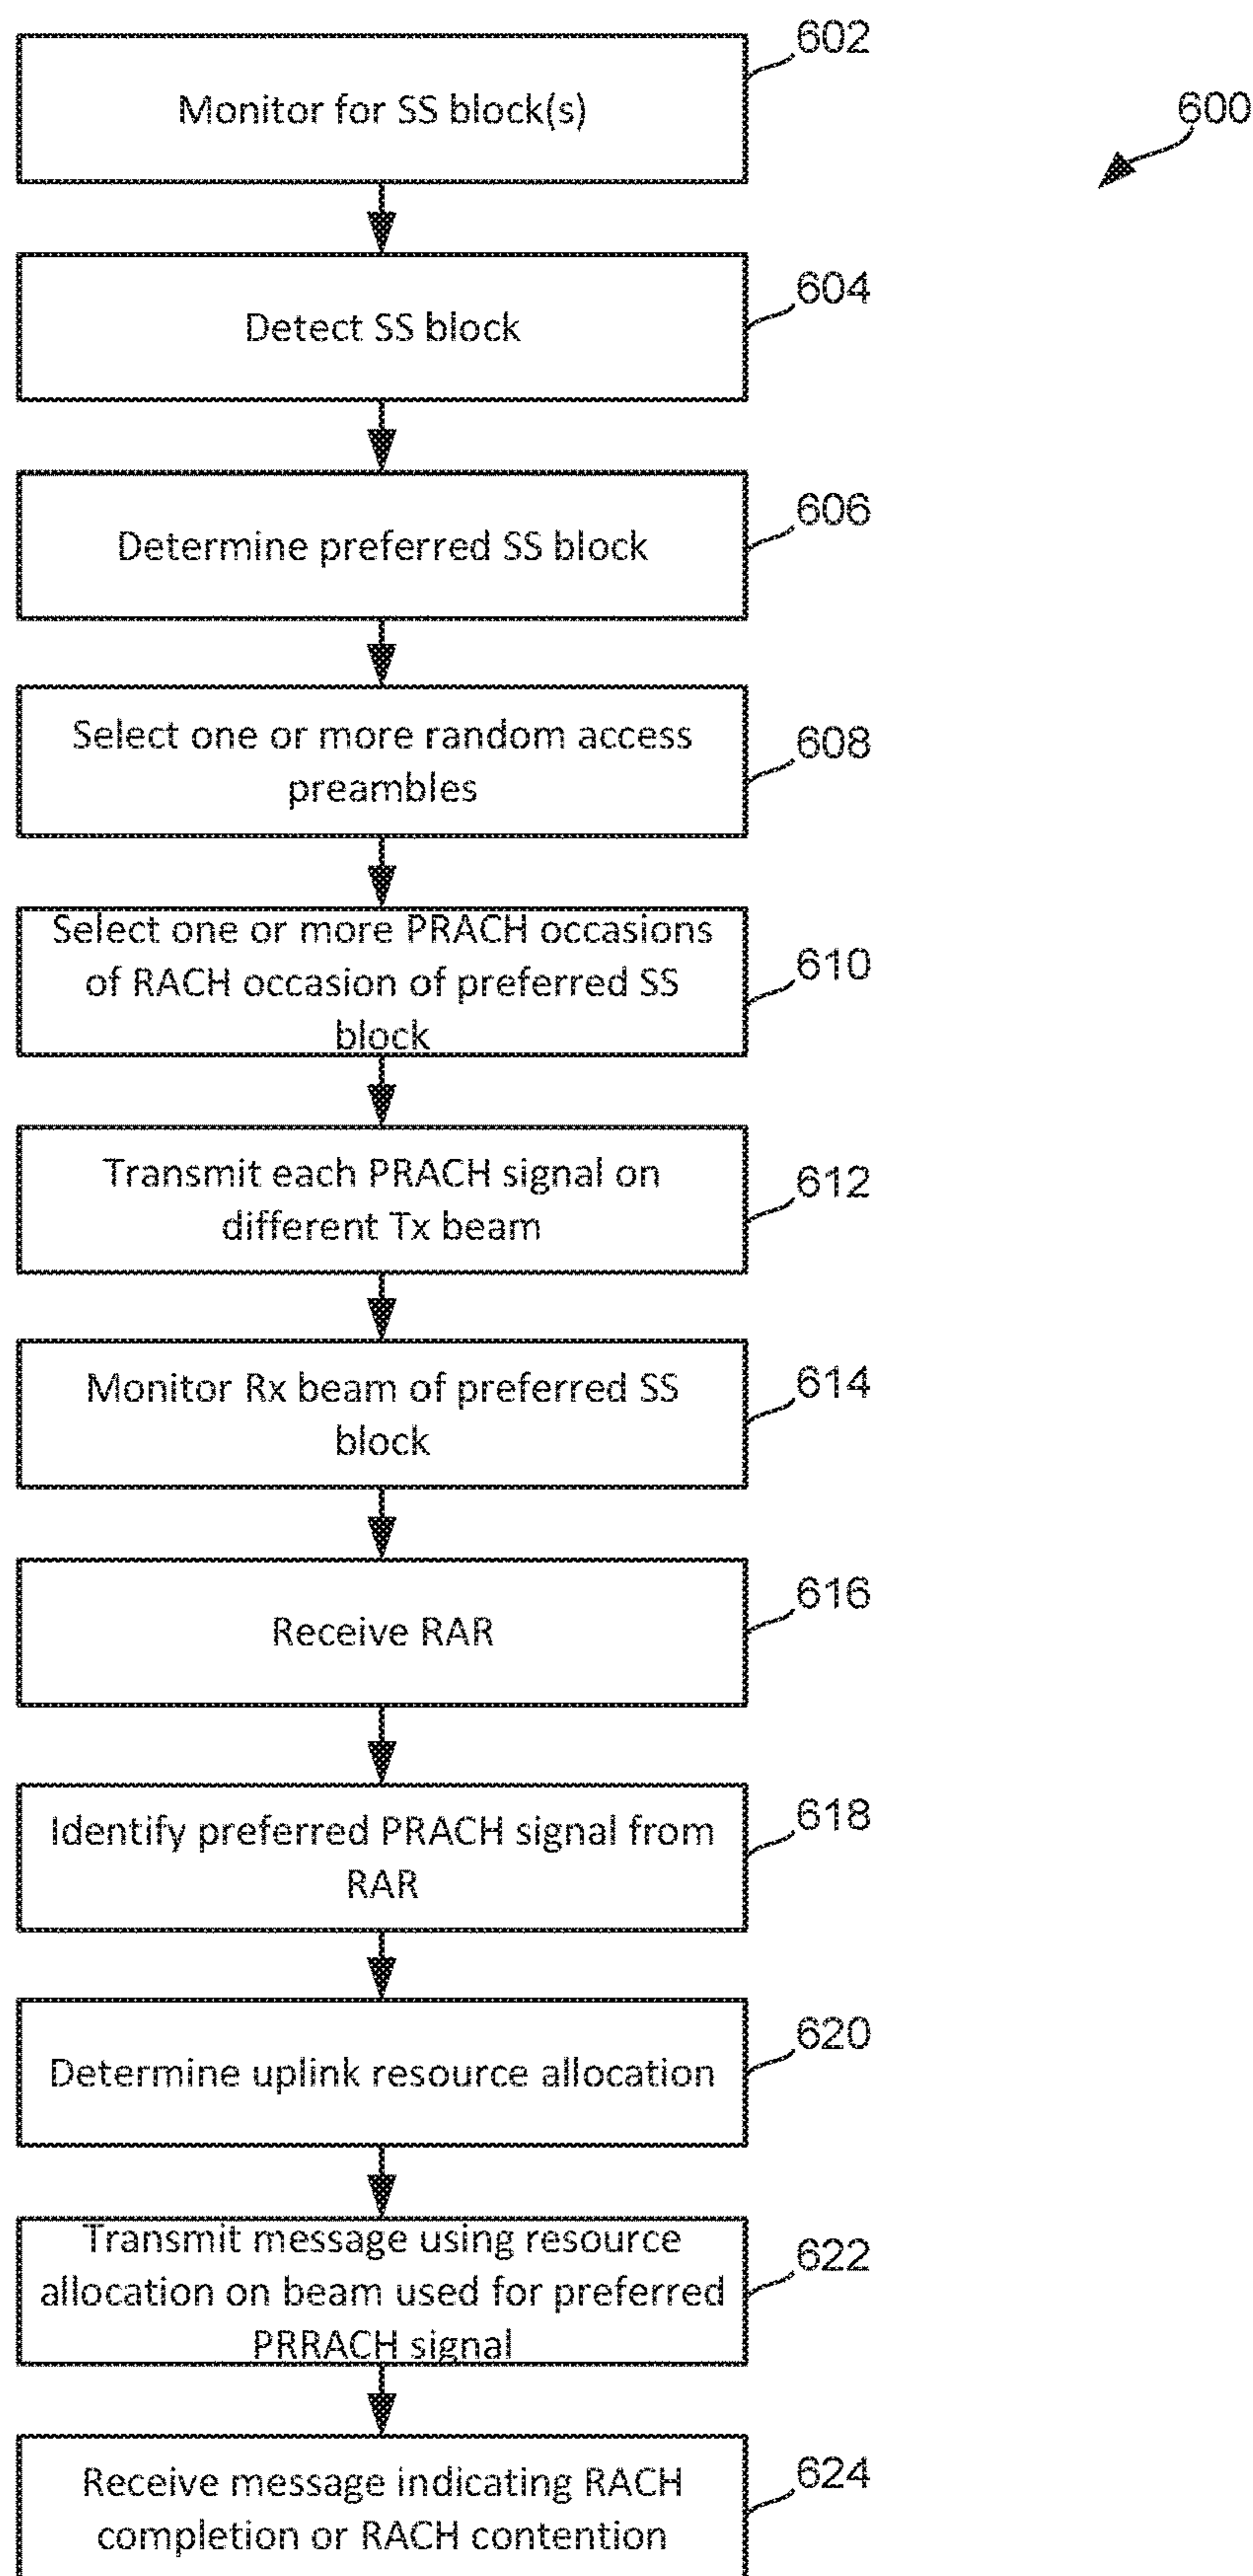 602
600
Monitor for SS block(s)
604
Detect SS block
606
Determine preferred SS block
608
Select one or more random access
preambles
610
Select one or more PRACH occasions
of RACH occasion of preferred SS
block
612
Transmit each PRACH signal on
different Tx beam
614
Monitor Rx beam of preferred SS
block
616
Receive RAR
618
Identify preferred PRACH signal from
RAR
620
Determine uplink resource allocation
622
Transmit message using resource
allocation on beam used for preferred
PRRACH signal
624
Receive message indicating RACH
completion or RACH contention